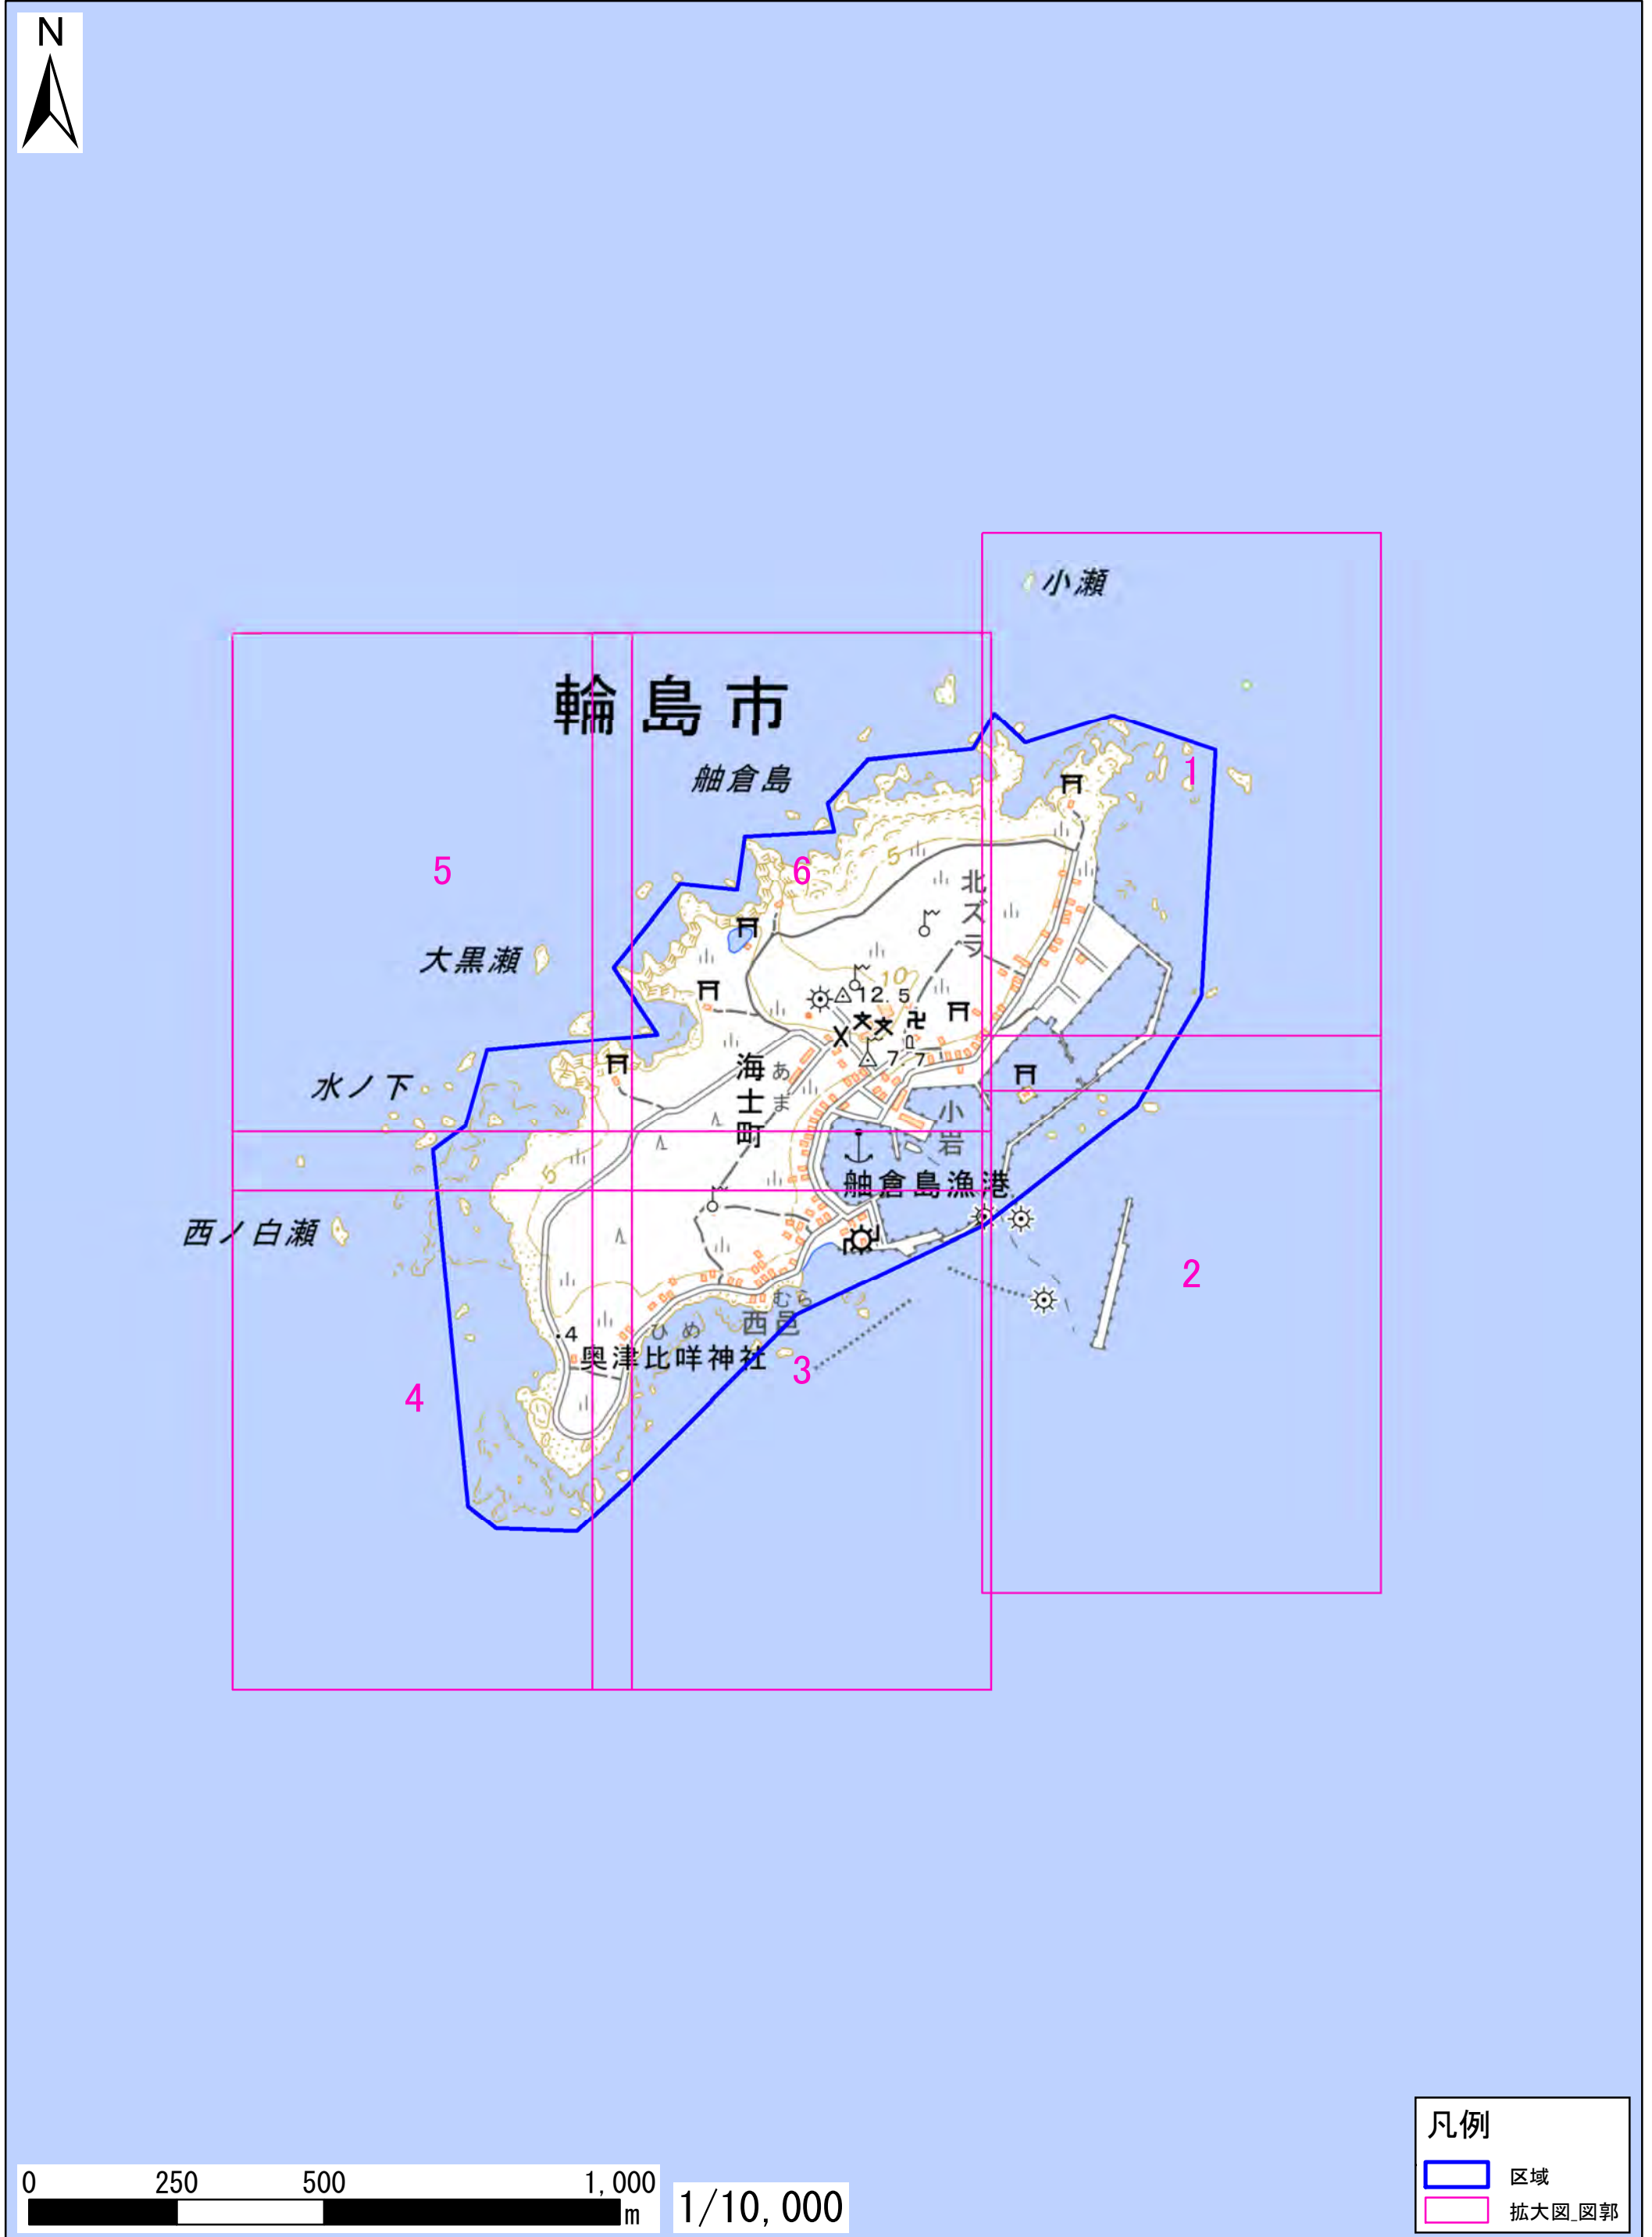 N
小瀬
輪島市
舳倉島
1
5
6
5
北ズラ
大黒瀬
10
12.5
7.7
海士町
あま
水ノ下
小岩
5
舳倉島漁港
西ノ白瀬
2
むら
西邑
.4
ひめ
奥津比咩神社
3
4
凡例
区域
拡大図_図郭
0 250 500 1,000
m
1/10,000